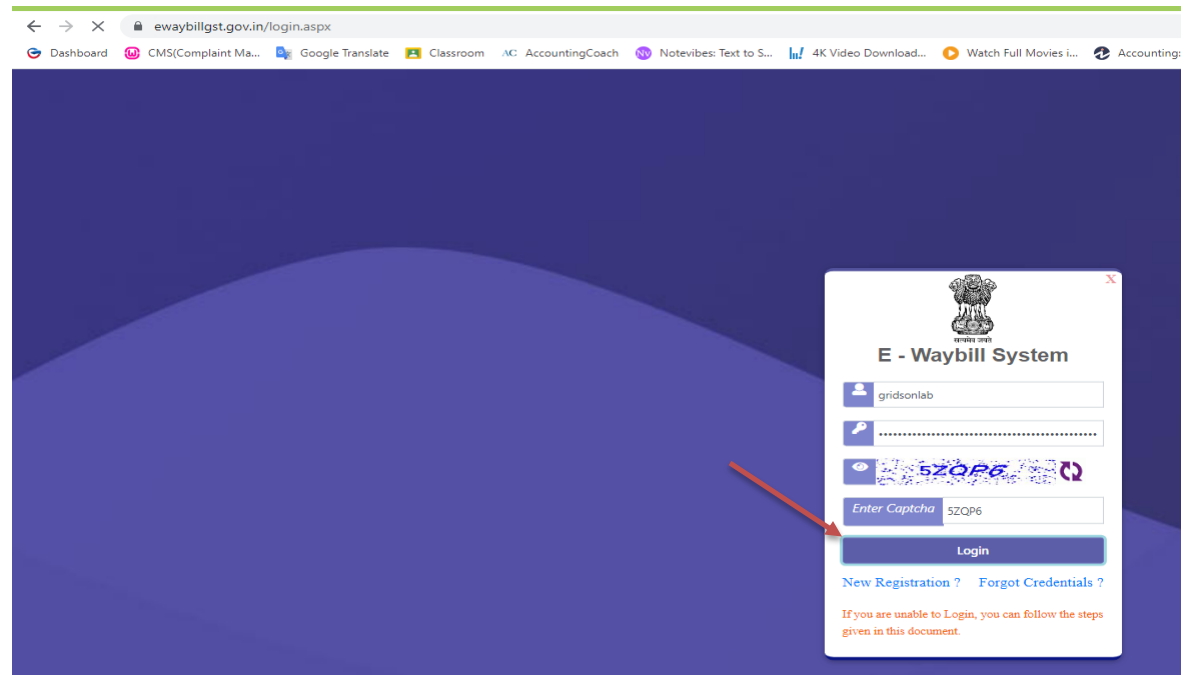 ewaybillgst.gov.in/login.aspx
Dashboard CMS(Complaint Ma... Google Translate Classroom AC AccountingCoach Nv Notevibes: Text to S... 4K Video Download... Watch Full Movies i... Accounting:
X
सत्यमेव जयते
E - Waybill System
gridsonlab
5ZQP6
Enter Captcha 5ZQP6
Login
New Registration ? Forgot Credentials ?
If you are unable to Login, you can follow the steps
given in this document.